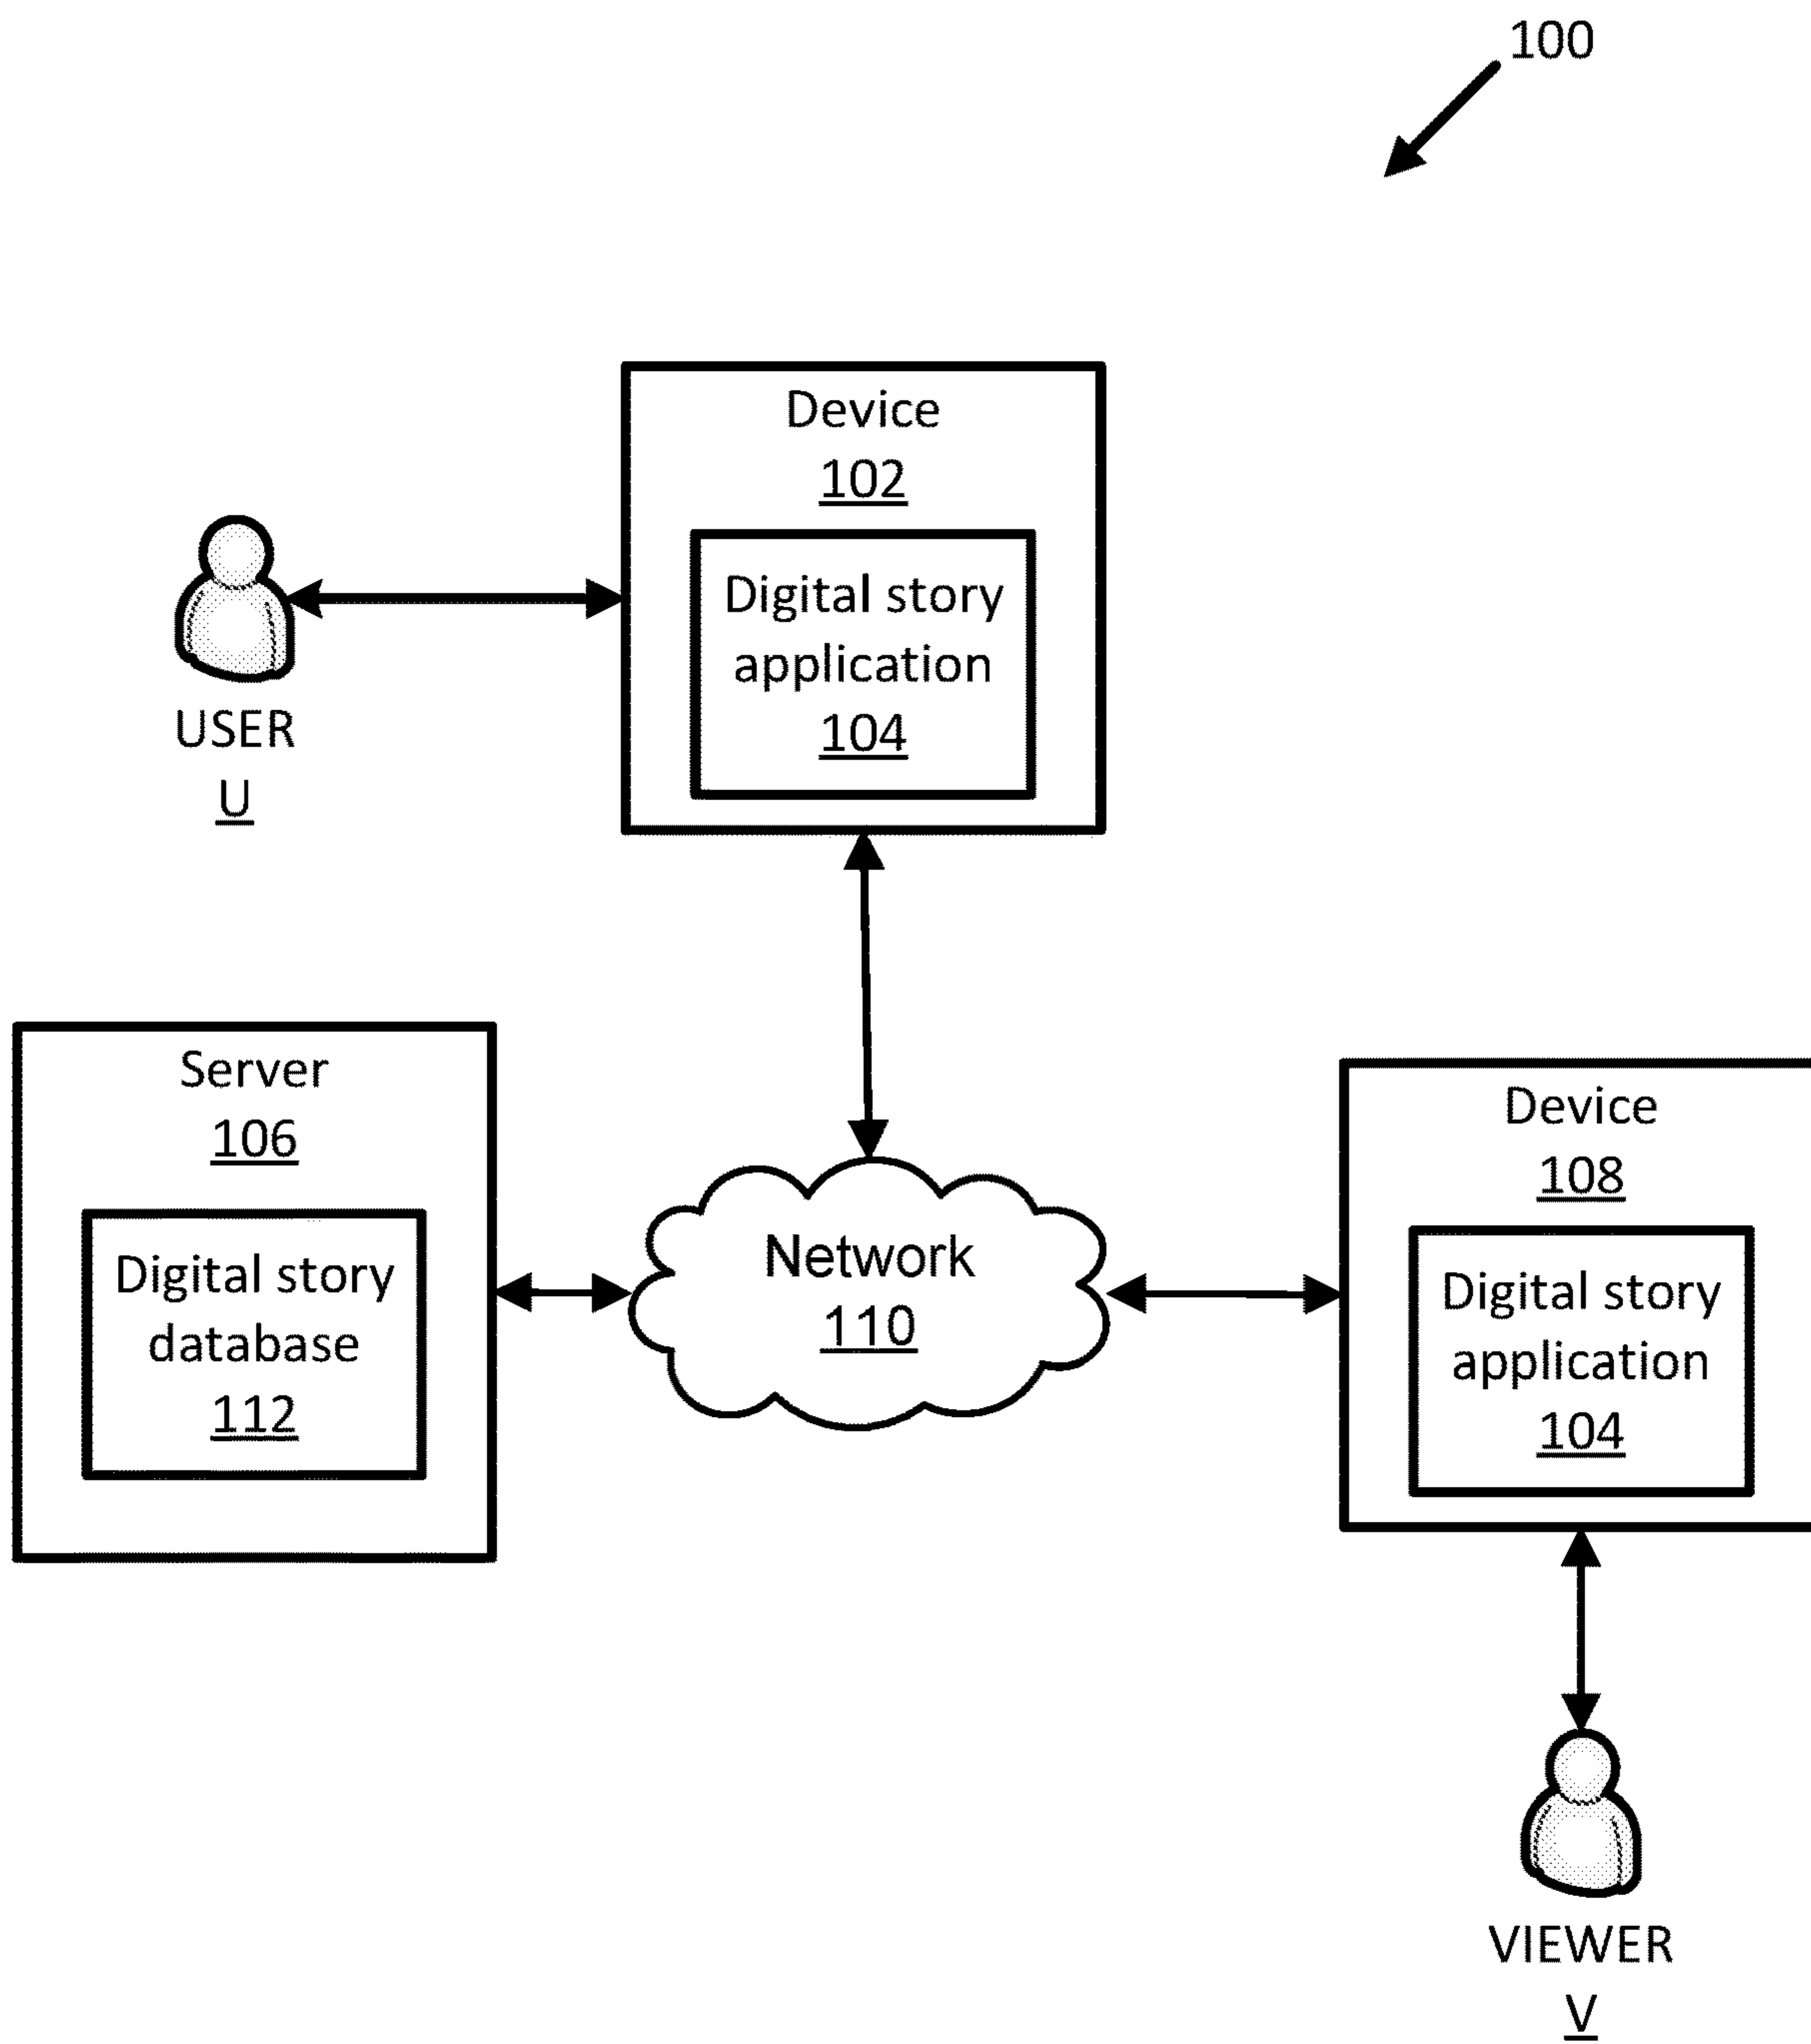 100
Device
102
Digital story
application
104
USER
U
Server
106
Digital story
database
112
Network
110
Device
108
Digital story
application
104
VIEWER
V